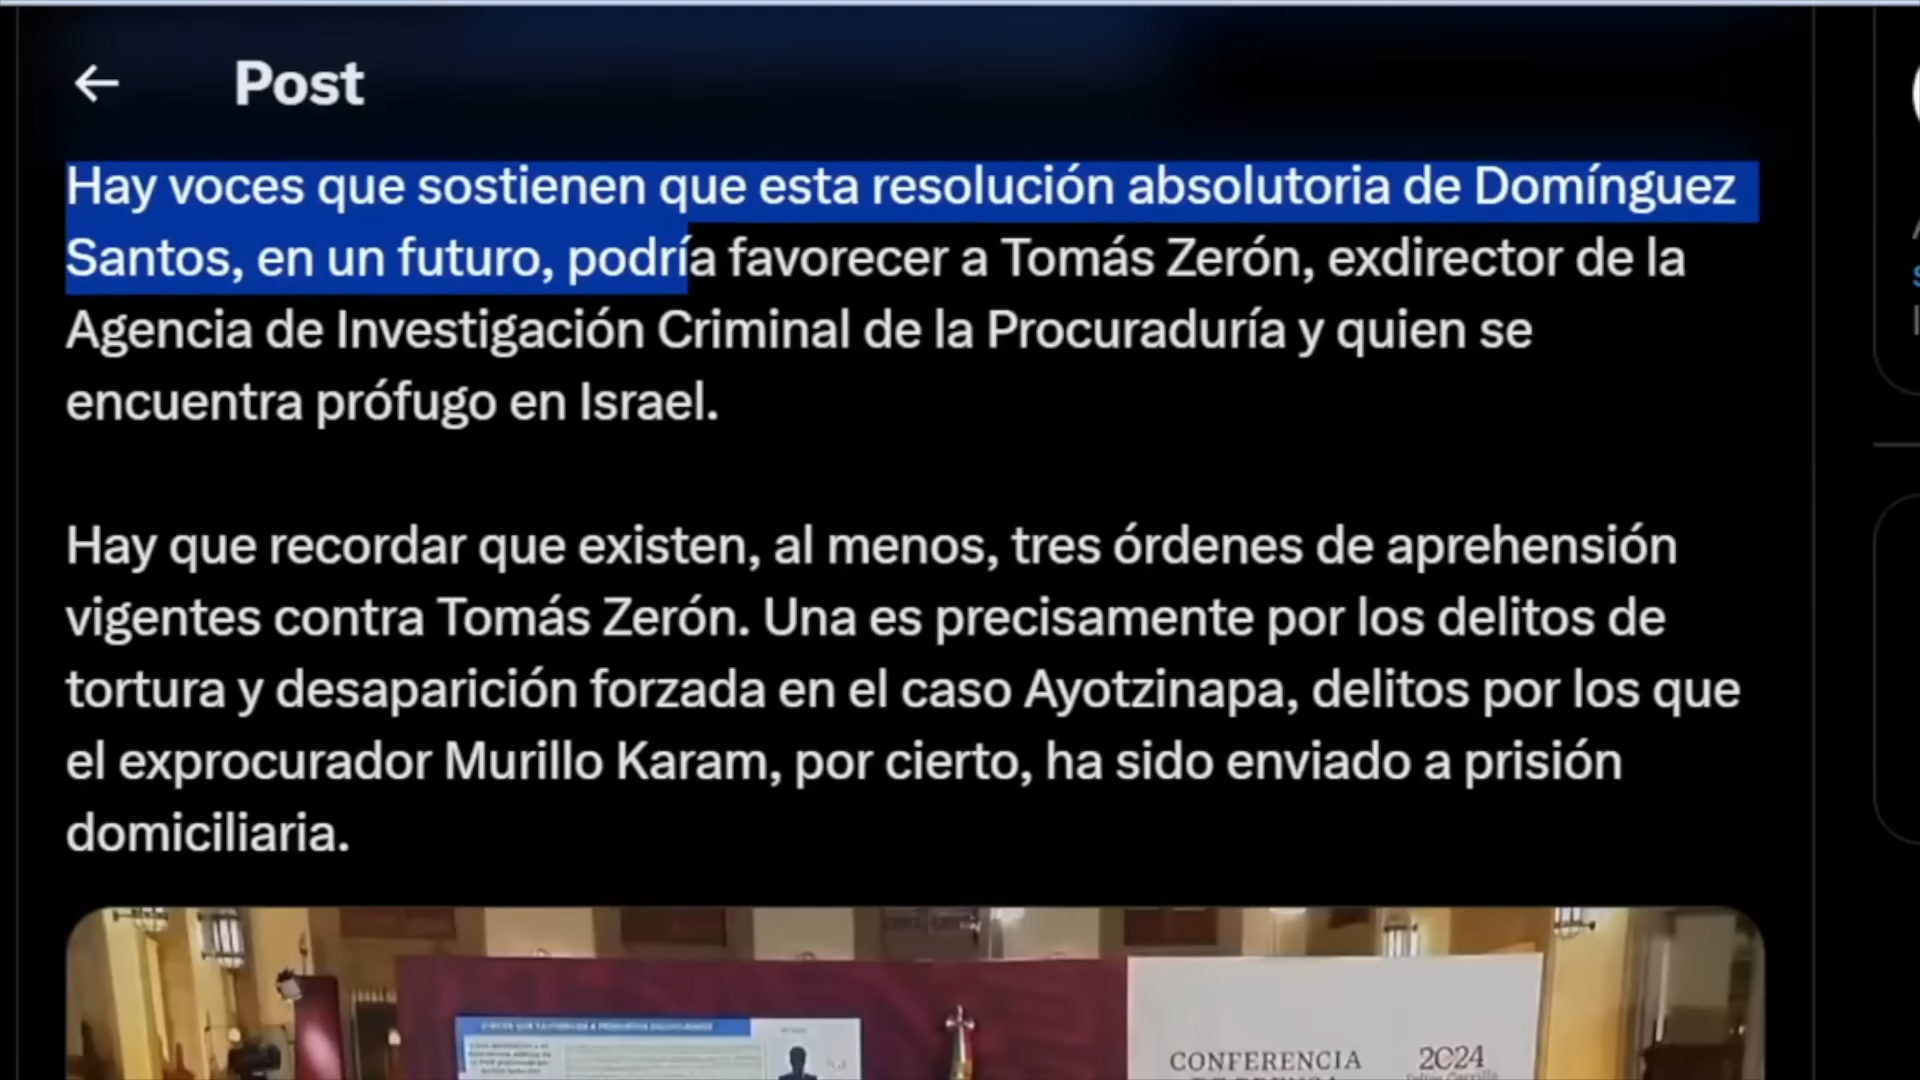 Post
Hay voces que sostienen que esta resolución absolutoria de Domínguez
Santos, en un futuro, podría favorecer a Tomás Zerón, exdirector de la
Agencia de Investigación Criminal de la Procuraduría y quien se
encuentra prófugo en Israel.
Hay que recordar que existen, al menos, tres órdenes de aprehensión
vigentes contra Tomás Zerón. Una es precisamente por los delitos de
tortura y desaparición forzada en el caso Ayotzinapa, delitos por los que
el exprocurador Murillo Karam, por cierto, ha sido enviado a prisión
domiciliaria.
CONFERENCIA
2024